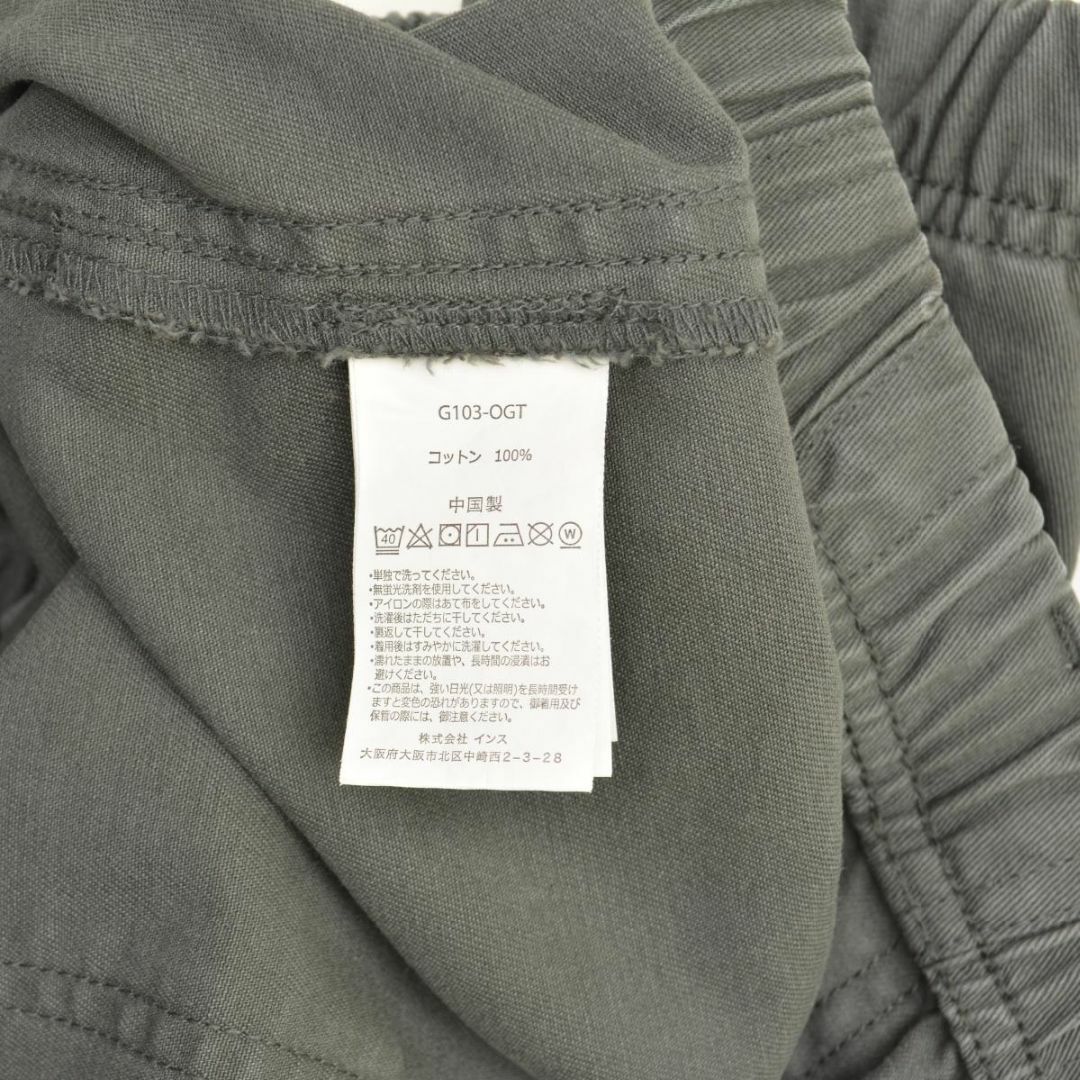 G103-OGT
コットン 100%
中国製
40 W
・単独で洗ってください。
・無蛍光洗剤を使用してください。
・アイロンの際はあて布をしてください。
・洗濯後はただちに干してください。
・裏返して干してください。
・着用後はすみやかに洗濯してください。
・濡れたままの放置や、長時間の浸漬はお
避けください。
・この商品は、強い日光(又は照明)を長時間受け
ますと変色の恐れがありますので、御着用及び
保管の際には、御注意ください。
株式会社 インス
大阪府大阪市北区中崎西2-3-28